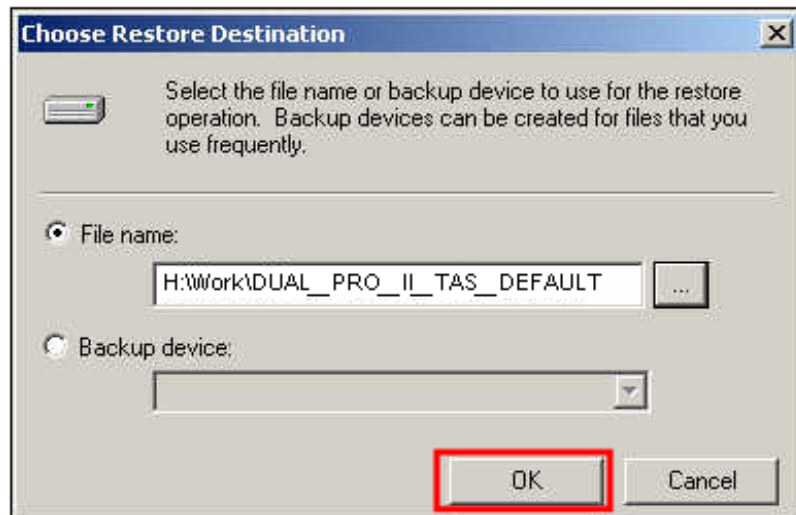 Choose Restore Destination
Select the file name or backup device to use for the restore
operation. Backup devices can be created for files that you
use frequently.
File name:
H:\Work\DUAL__PRO__II__TAS__DEFAULT
...
Backup device:
OK
Cancel